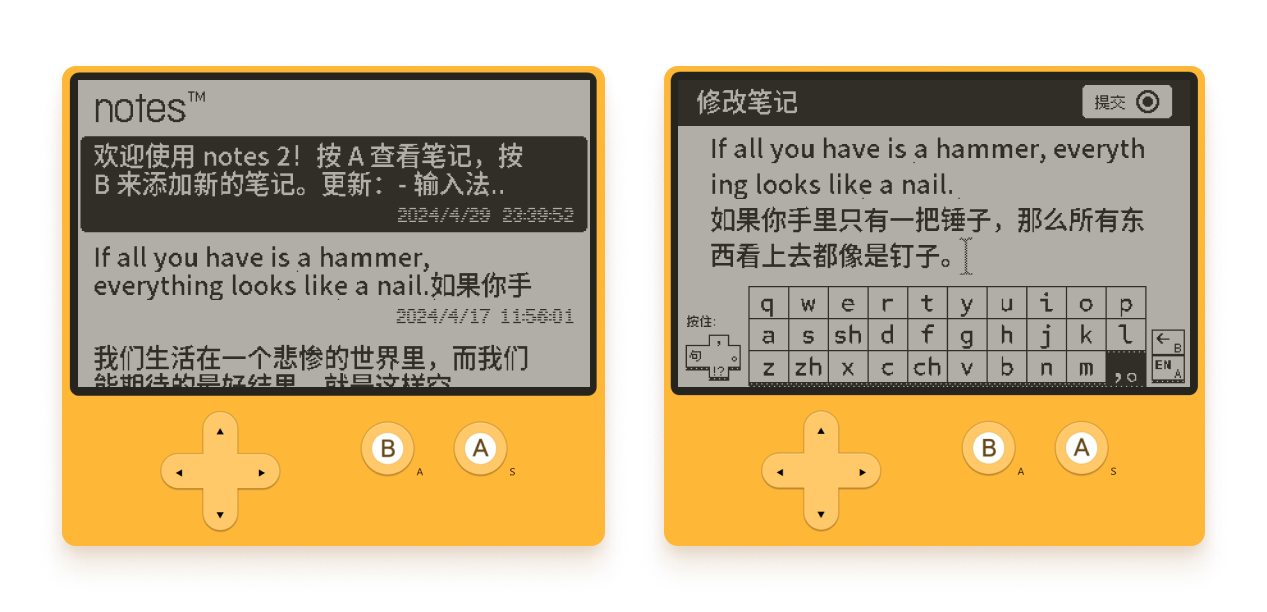 notes™
欢迎使用 notes 2！按 A 查看笔记，按
B 来添加新的笔记。更新：- 输入法..
2024/4/29 23:39:52
If all you have is a hammer,
everything looks like a nail.如果你手
2024/4/17 11:56:01
我们生活在一个悲惨的世界里，而我们
能期待的最好结果，就是这样穷
B
A
A
S
修改笔记
提交
If all you have is a hammer, everyth
ing looks like a nail.
如果你手里只有一把锤子，那么所有东
西看上去都像是钉子。
q w e r t y u i o p
按住:
a s sh d f g h j k l
← B
， 句 。 !?
z zh x c ch v b n m ，。
EN A
B
A
A
S